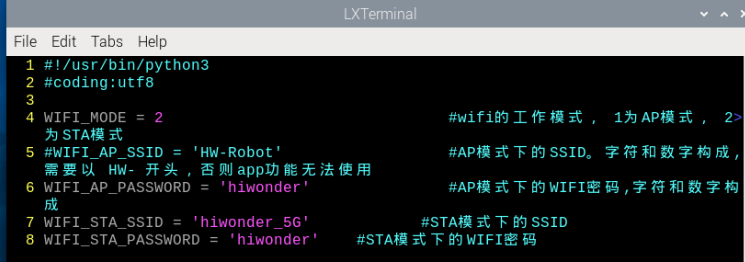 LXTerminal
File Edit Tabs Help
1 #!/usr/bin/python3
2 #coding:utf8
3
4 WIFI_MODE = 2 #wifi的工作模式, 1为AP模式, 2>
为STA模式
5 #WIFI_AP_SSID = 'HW-Robot' #AP模式下的SSID。字符和数字构成,
需要以 HW- 开头,否则app功能无法使用
6 WIFI_AP_PASSWORD = 'hiwonder' #AP模式下的WIFI密码,字符和数字构
成
7 WIFI_STA_SSID = 'hiwonder_5G' #STA模式下的SSID
8 WIFI_STA_PASSWORD = 'hiwonder' #STA模式下的WIFI密码